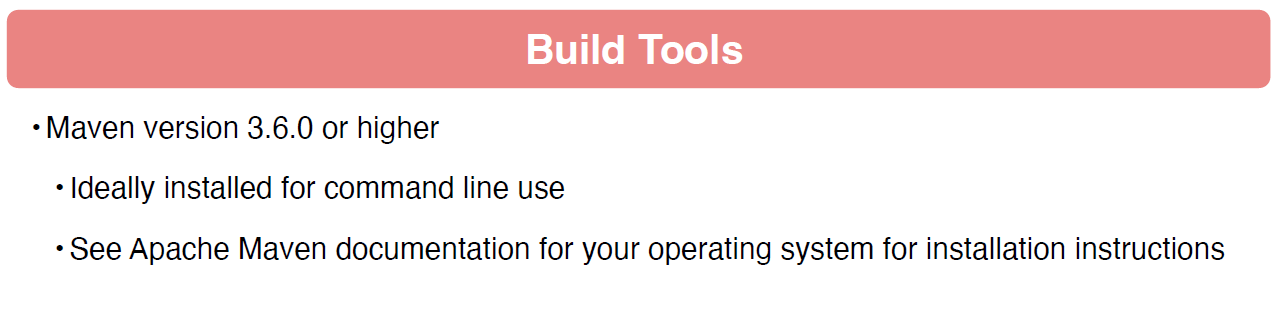 Build Tools
• Maven version 3.6.0 or higher
• Ideally installed for command line use
• See Apache Maven documentation for your operating system for installation instructions